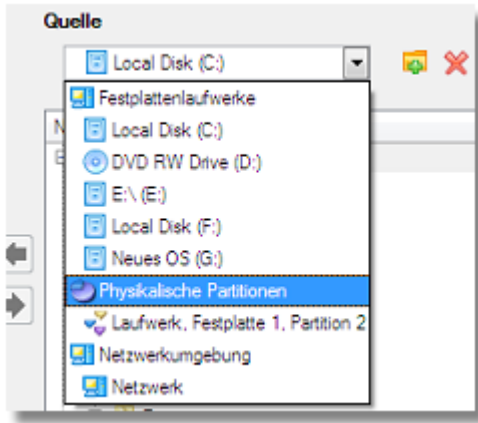 Quelle
Local Disk (C:)
Festplattenlaufwerke
Local Disk (C:)
DVD RW Drive (D:)
E:\ (E:)
Local Disk (F:)
Neues OS (G:)
Physikalische Partitionen
Laufwerk, Festplatte 1, Partition 2
Netzwerkumgebung
Netzwerk